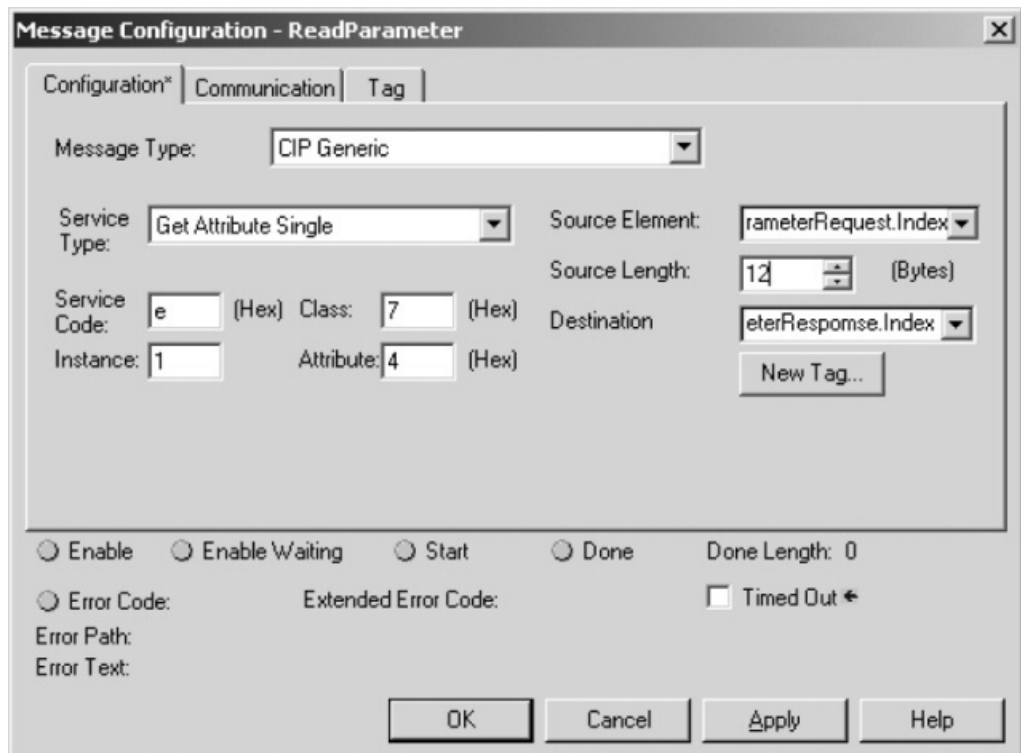 Message Configuration - ReadParameter
Configuration* Communication Tag
Message Type: CIP Generic
Service Type: Get Attribute Single
Source Element: rameterRequest.Index
Source Length: 12 (Bytes)
Service Code: e (Hex) Class: 7 (Hex)
Destination eterRespomse.Index
Instance: 1 Attribute: 4 (Hex)
New Tag...
Enable Enable Waiting Start Done Done Length: 0
Error Code: Extended Error Code: Timed Out
Error Path:
Error Text:
OK Cancel Apply Help